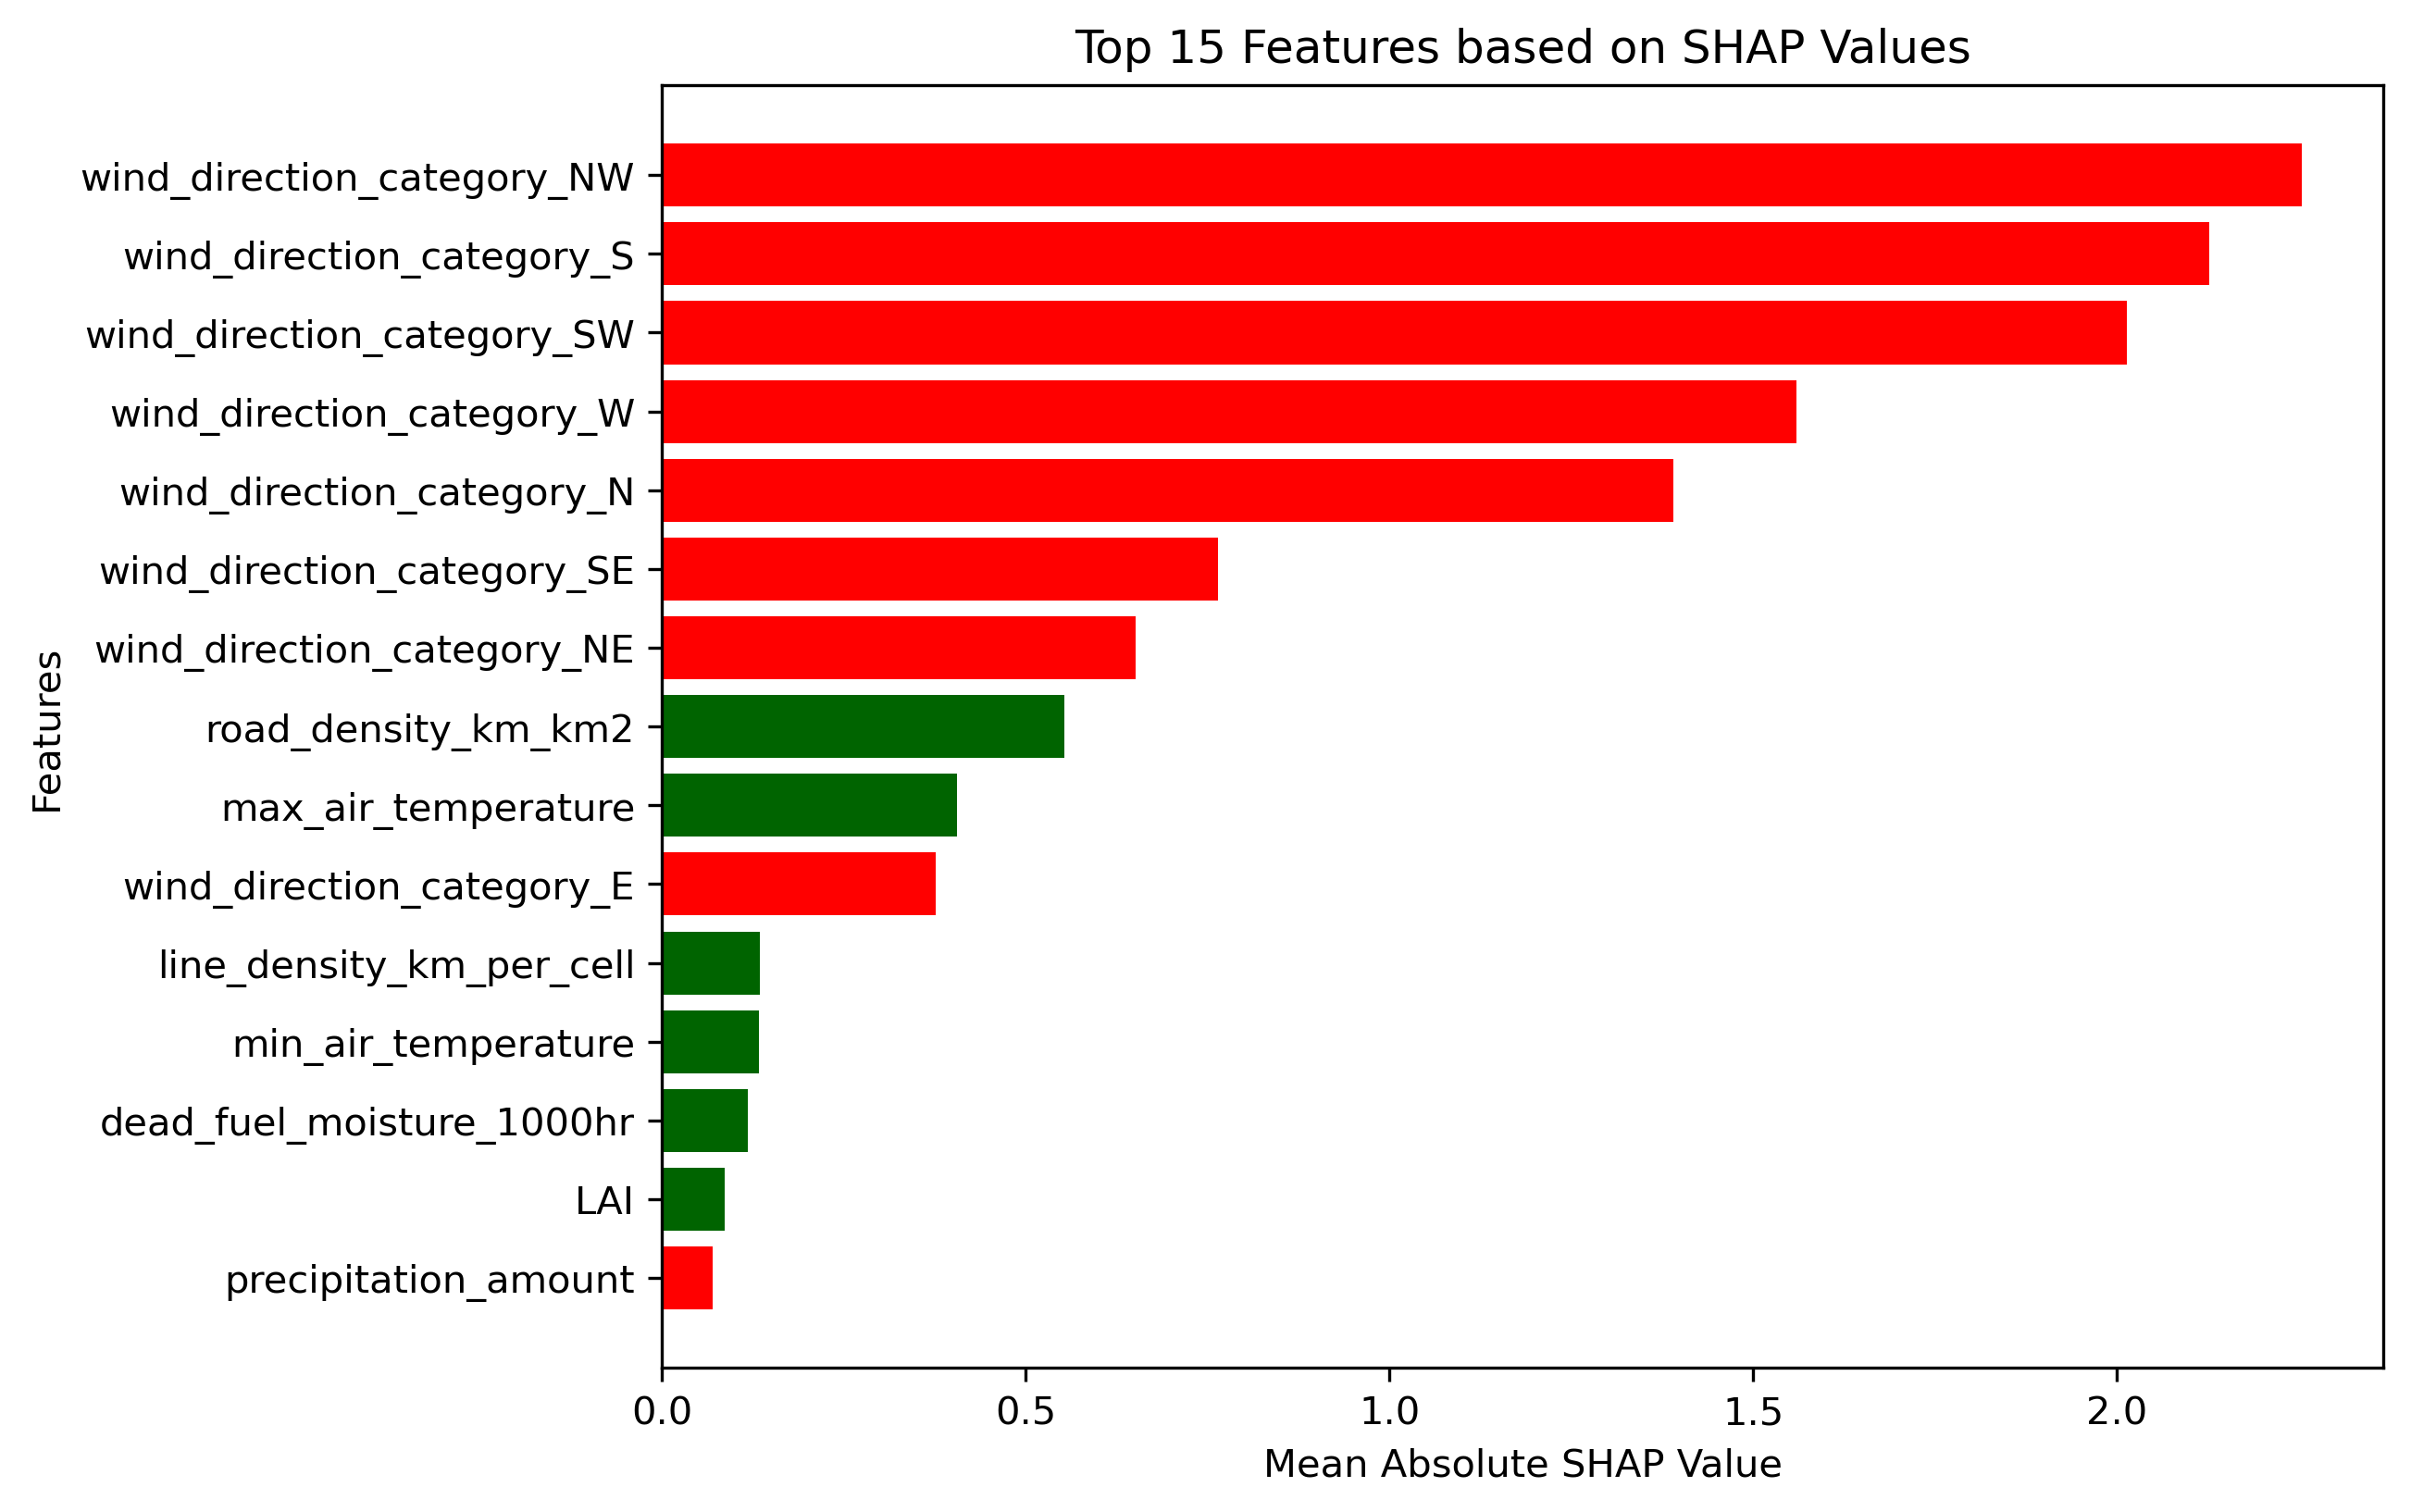 Top 15 Features based on SHAP Values
wind_direction_category_NW
wind_direction_category_S
wind_direction_category_SW
wind_direction_category_W
wind_direction_category_N
wind_direction_category_SE
wind_direction_category_NE
road_density_km_km2
max_air_temperature
wind_direction_category_E
line_density_km_per_cell
min_air_temperature
dead_fuel_moisture_1000hr
LAI
precipitation_amount
Features
0.0 0.5 1.0 1.5 2.0
Mean Absolute SHAP Value